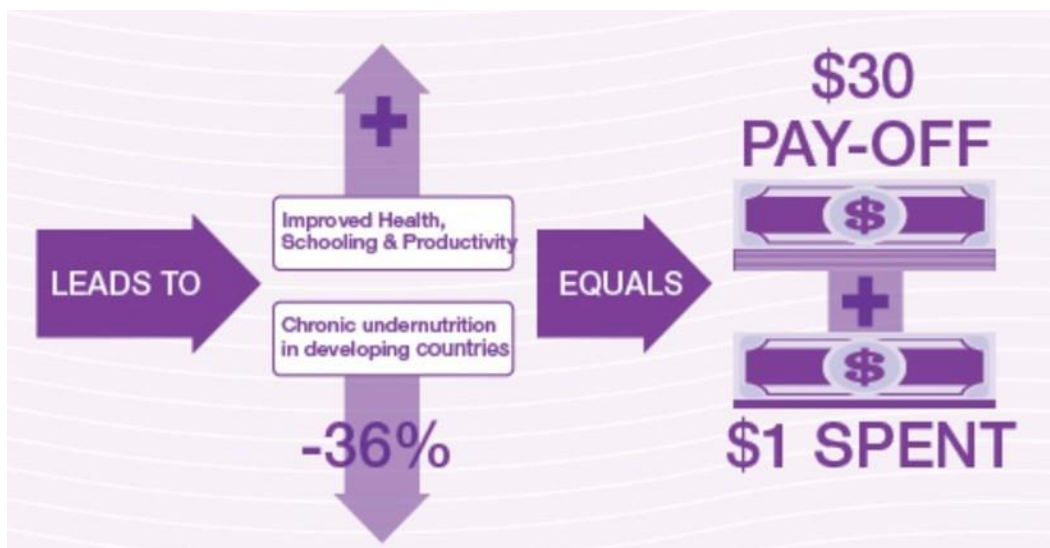 LEADS TO
+
Improved Health,
Schooling & Productivity
Chronic undernutrition
in developing countries
-36%
EQUALS
$30
PAY-OFF
$
+
$
$1 SPENT